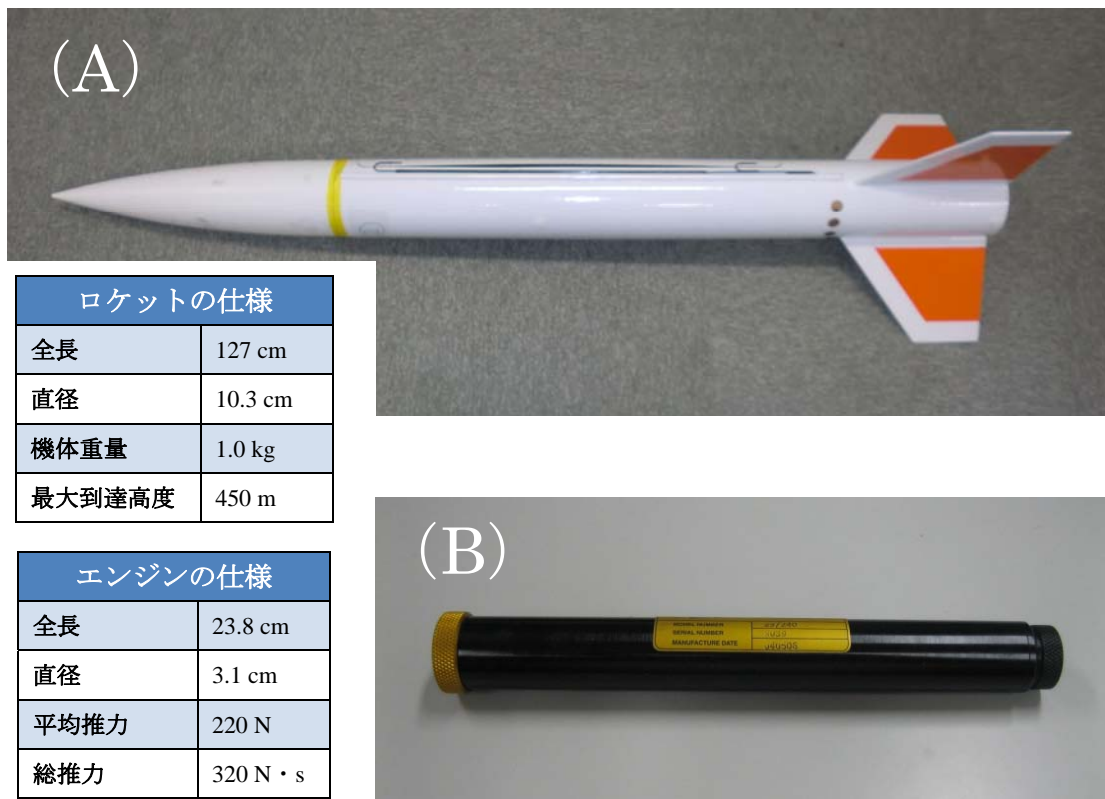 (A)
ロケットの仕様
全長 127 cm
直径 10.3 cm
機体重量 1.0 kg
最大到達高度 450 m
(B)
MODEL NUMBER
SERIAL NUMBER
MANUFACTURE DATE
エンジンの仕様
全長 23.8 cm
直径 3.1 cm
平均推力 220 N
総推力 320 N・s